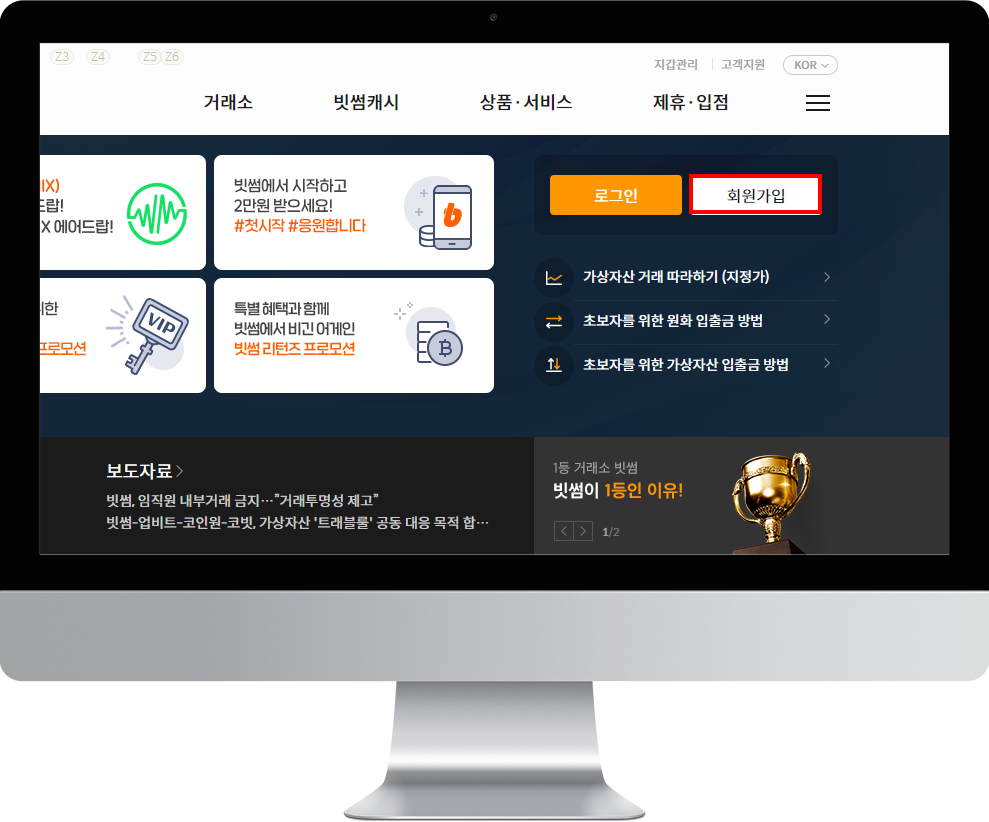 Z3 Z4 Z5 Z6
지갑관리 고객지원 KOR
거래소 빗썸캐시 상품·서비스 제휴·입점
IX)
드랍!
X 에어드랍!
빗썸에서 시작하고
2만원 받으세요!
#첫시작 #응원합니다
로그인 회원가입
한
프로모션
VIP
특별 혜택과 함께
빗썸에서 비긴 어게인
빗썸 리턴즈 프로모션
가상자산 거래 따라하기 (지정가)
초보자를 위한 원화 입출금 방법
초보자를 위한 가상자산 입출금 방법
보도자료
빗썸, 임직원 내부거래 금지…"거래투명성 제고"
빗썸-업비트-코인원-코빗, 가상자산 '트래블룰' 공동 대응 목적 합…
1등 거래소 빗썸
빗썸이 1등인 이유!
1/2